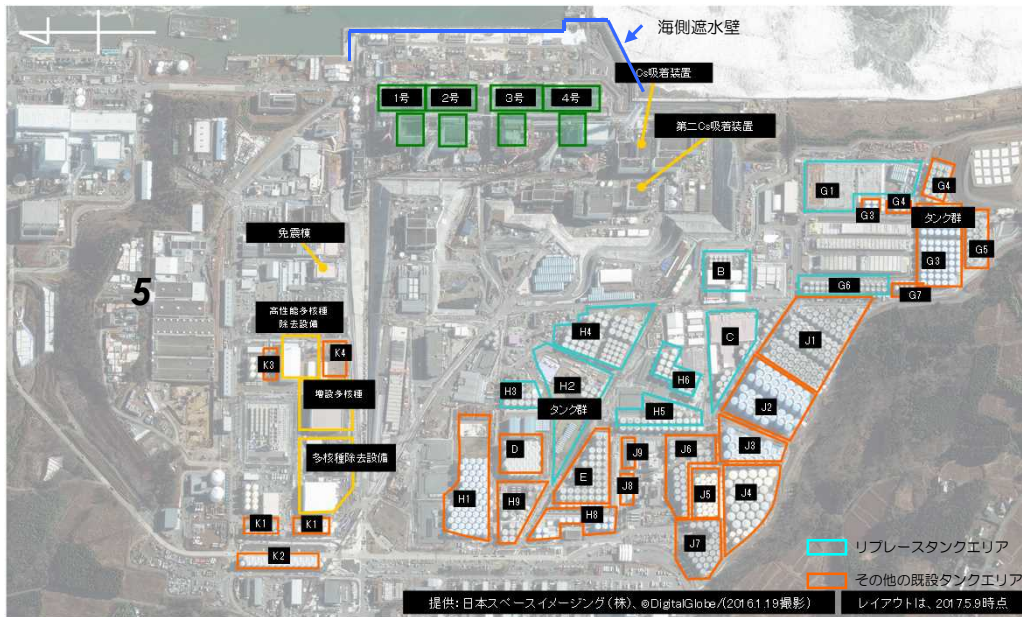 海側遮水壁
Cs吸着装置
1号
2号
3号
4号
第二Cs吸着装置
G1
G4
G4
G3
タンク群
免震棟
G5
G3
B
5
G6
G7
高性能多核種
除去設備
H4
J1
C
K3
K4
H6
H2
H3
増設多核種
J2
タンク群
H5
J3
D
J9
J6
多核種除去設備
E
J8
J5
J4
H1
H9
H8
K1
K1
J7
リプレースタンクエリア
K2
その他の既設タンクエリア
提供:日本スペースイメージング(株)、©DigitalGlobe/(2016.1.19撮影)
レイアウトは、2017.5.9時点